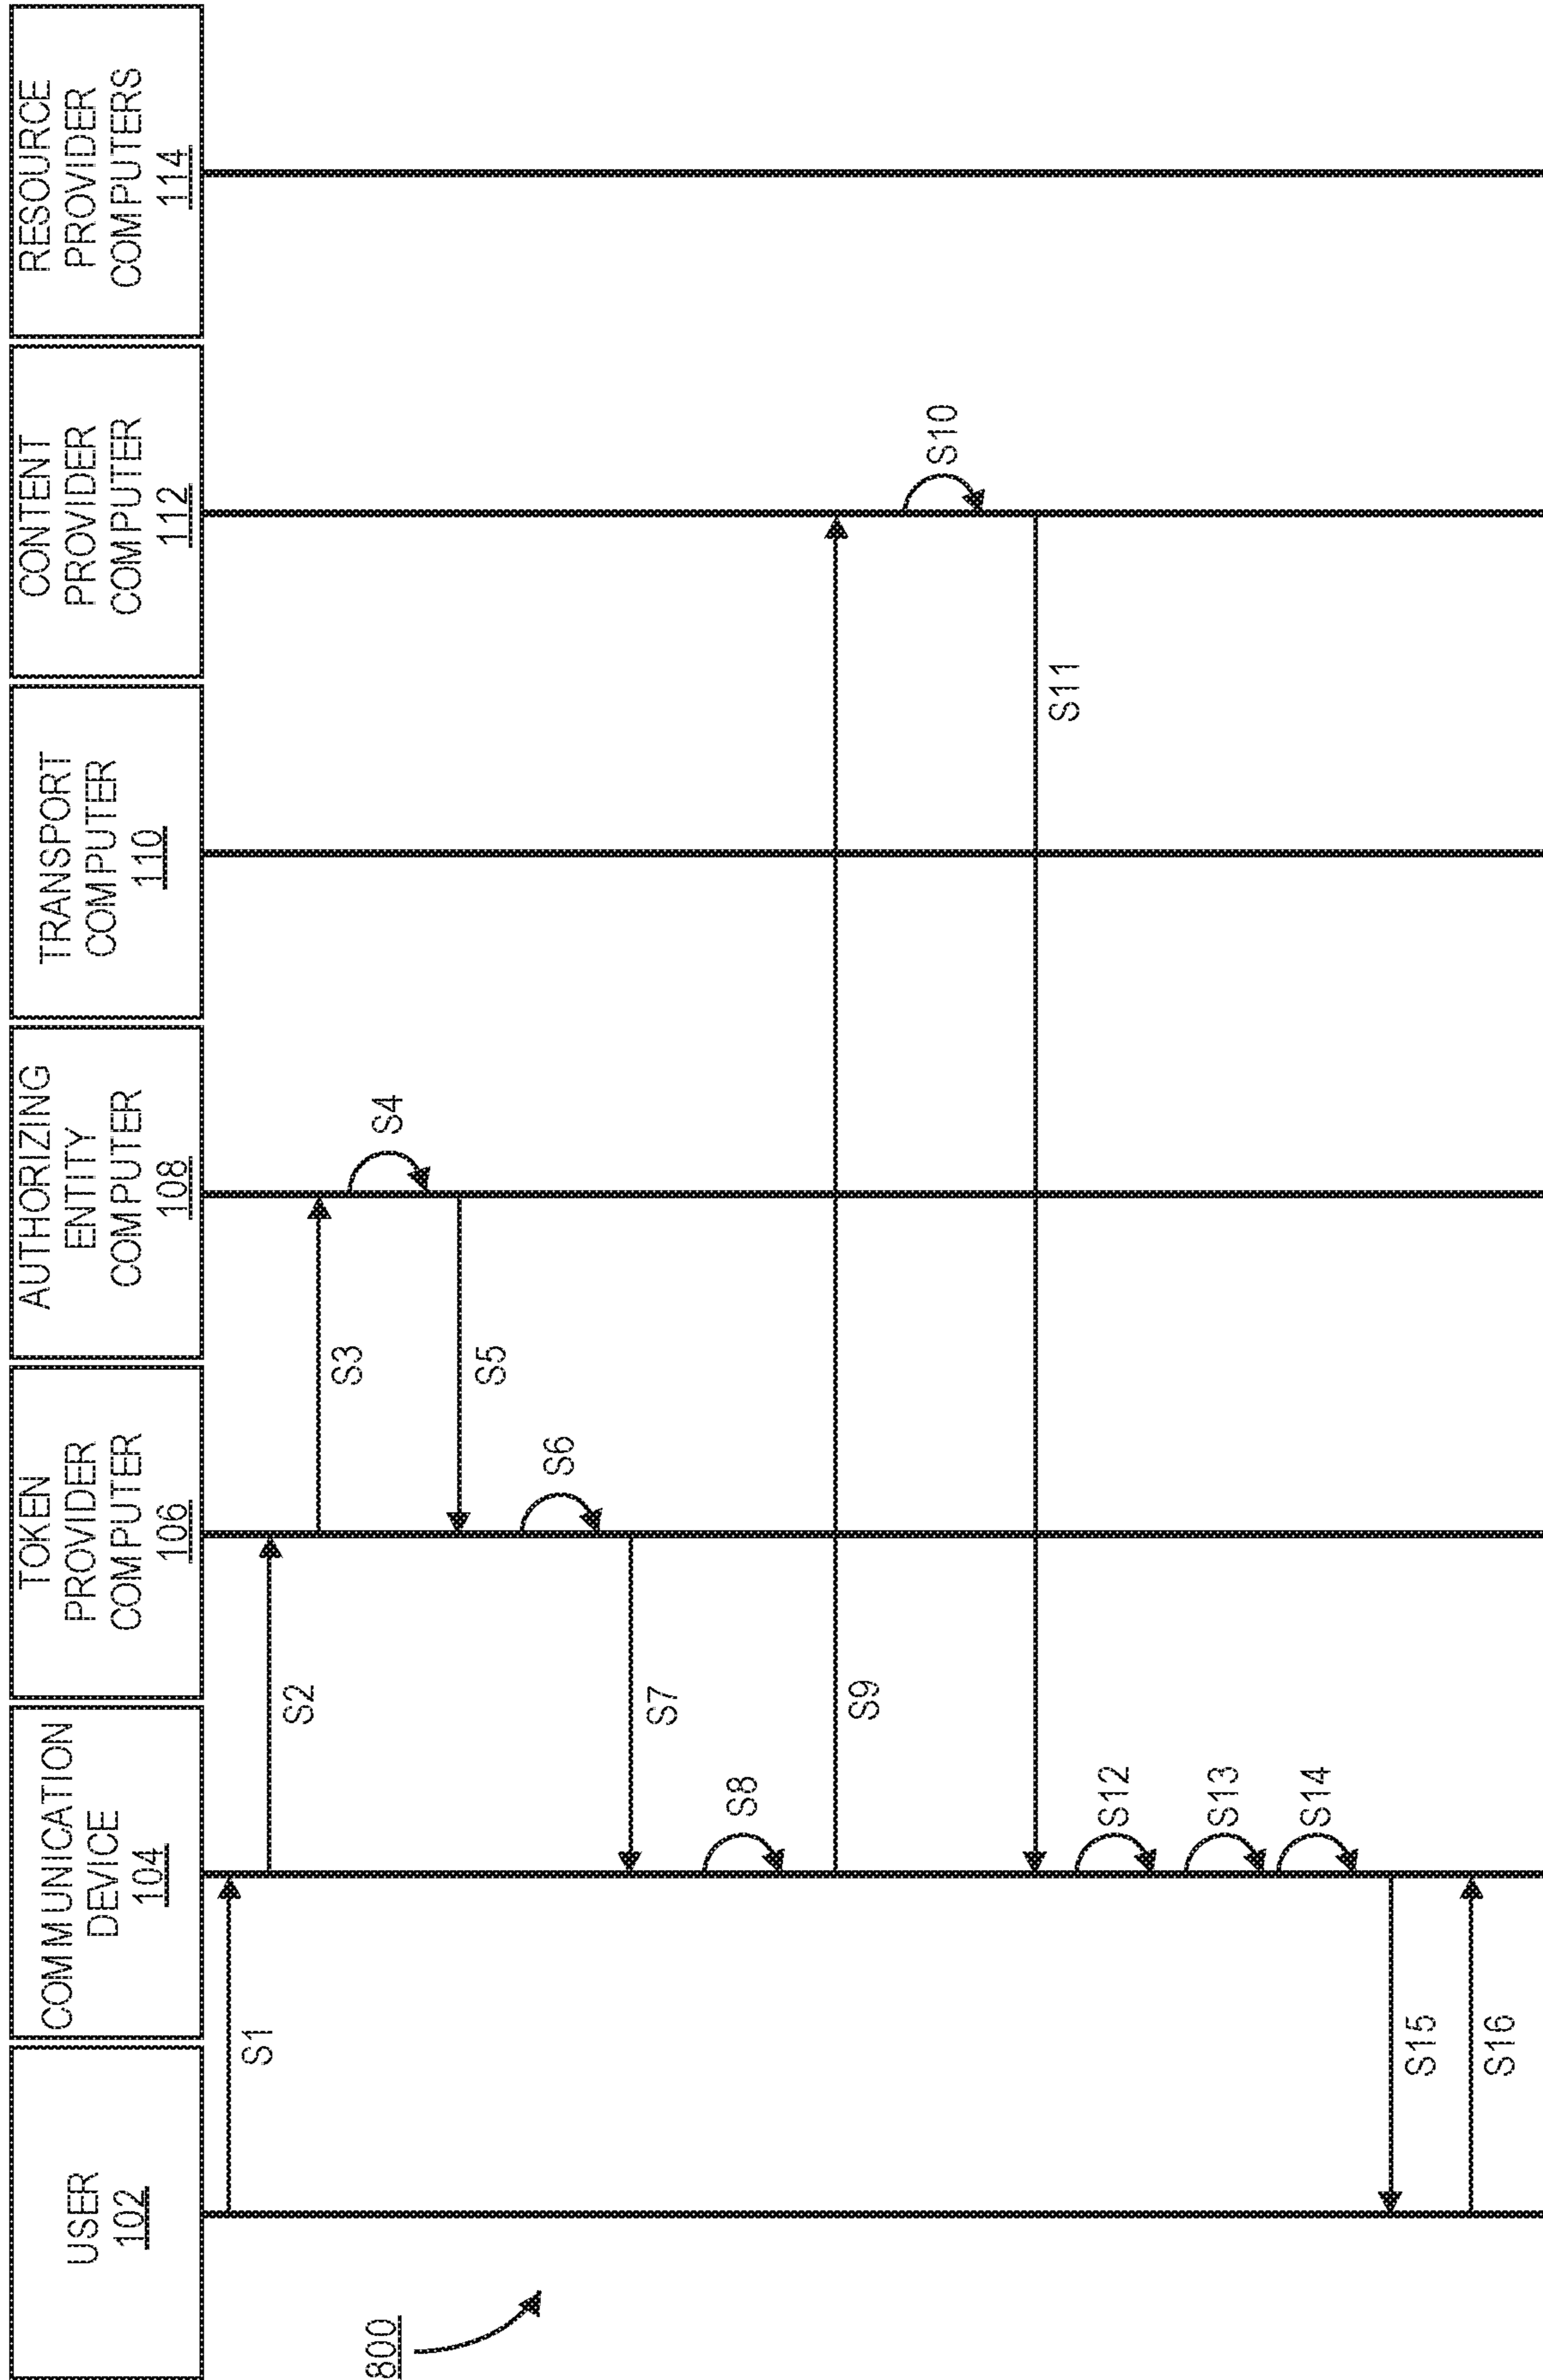 USER
102
COMMUNICATION
DEVICE
104
TOKEN
PROVIDER
COMPUTER
106
AUTHORIZING
ENTITY
COMPUTER
108
TRANSPORT
COMPUTER
110
CONTENT
PROVIDER
COMPUTER
112
RESOURCE
PROVIDER
COMPUTERS
114
S1
S2
S3
S4
S5
S6
S7
S8
S9
S10
S11
S12
S13
S14
S15
S16
800